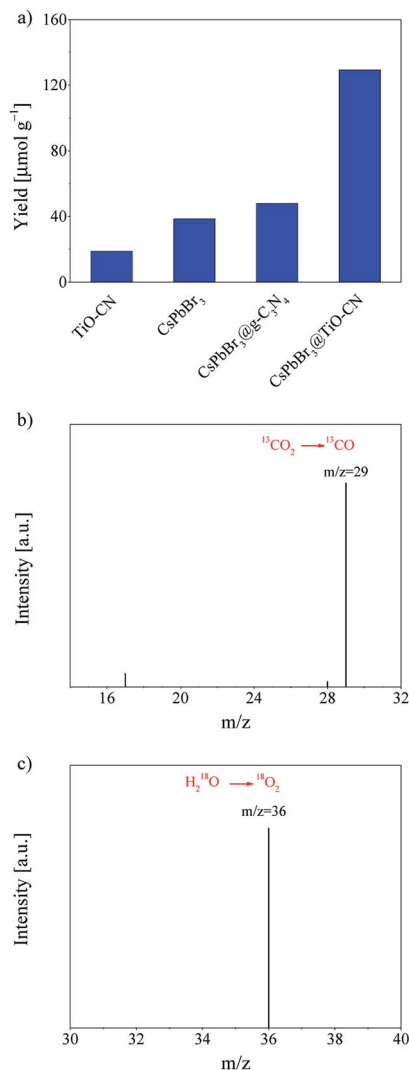 a)
160
120
80
40
0
Yield [μmol g⁻¹]
TiO-CN
CsPbBr₃
CsPbBr₃@g-C₃N₄
CsPbBr₃@TiO-CN
b)
¹³CO₂ → ¹³CO
m/z=29
Intensity [a.u.]
16 20 24 28 32
m/z
c)
H₂¹⁸O → ¹⁸O₂
m/z=36
Intensity [a.u.]
30 32 34 36 38 40
m/z